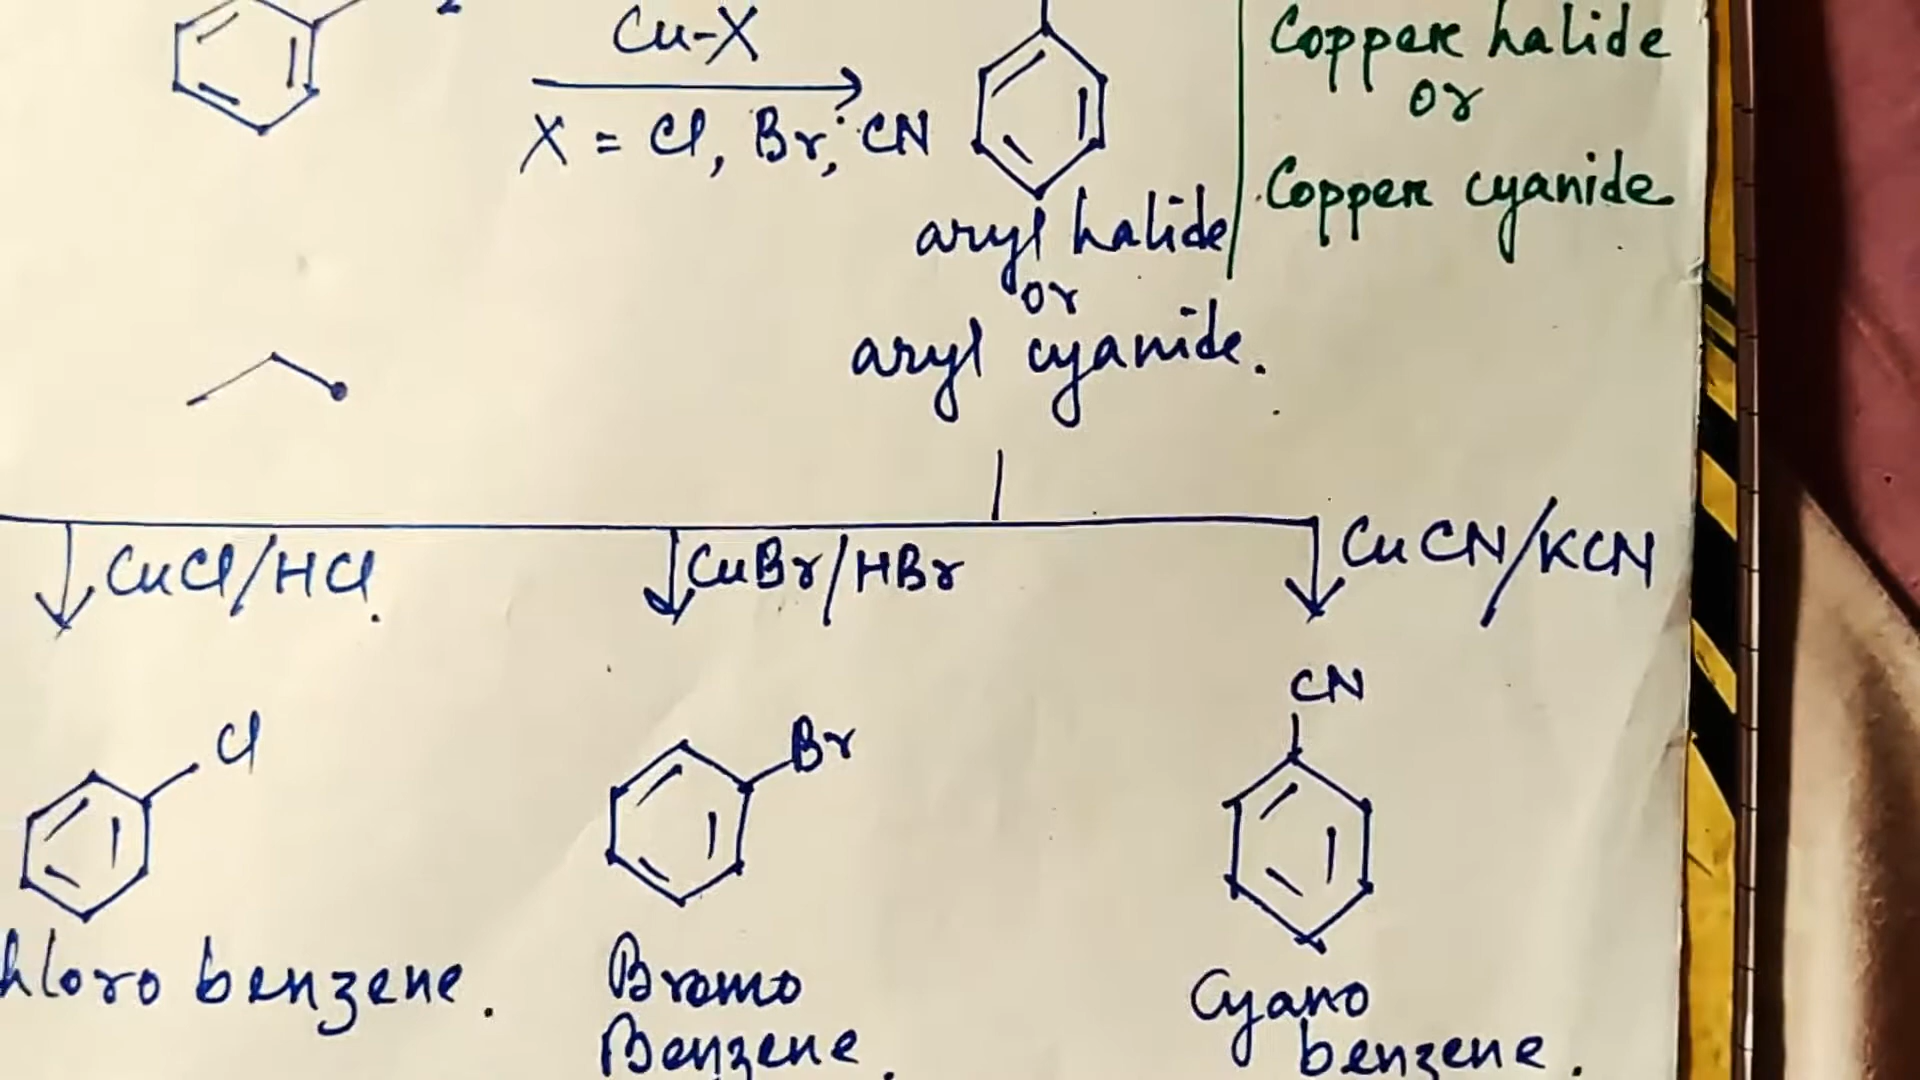 2
Cu-X
X = Cl, Br, CN
aryl halide
or
aryl cyanide.
Copper halide
or
Copper cyanide
CuCl/HCl
CuBr/HBr
CuCN/KCN
Cl
Br
CN
hloro benzene.
Bromo
Benzene.
Cyano
benzene.